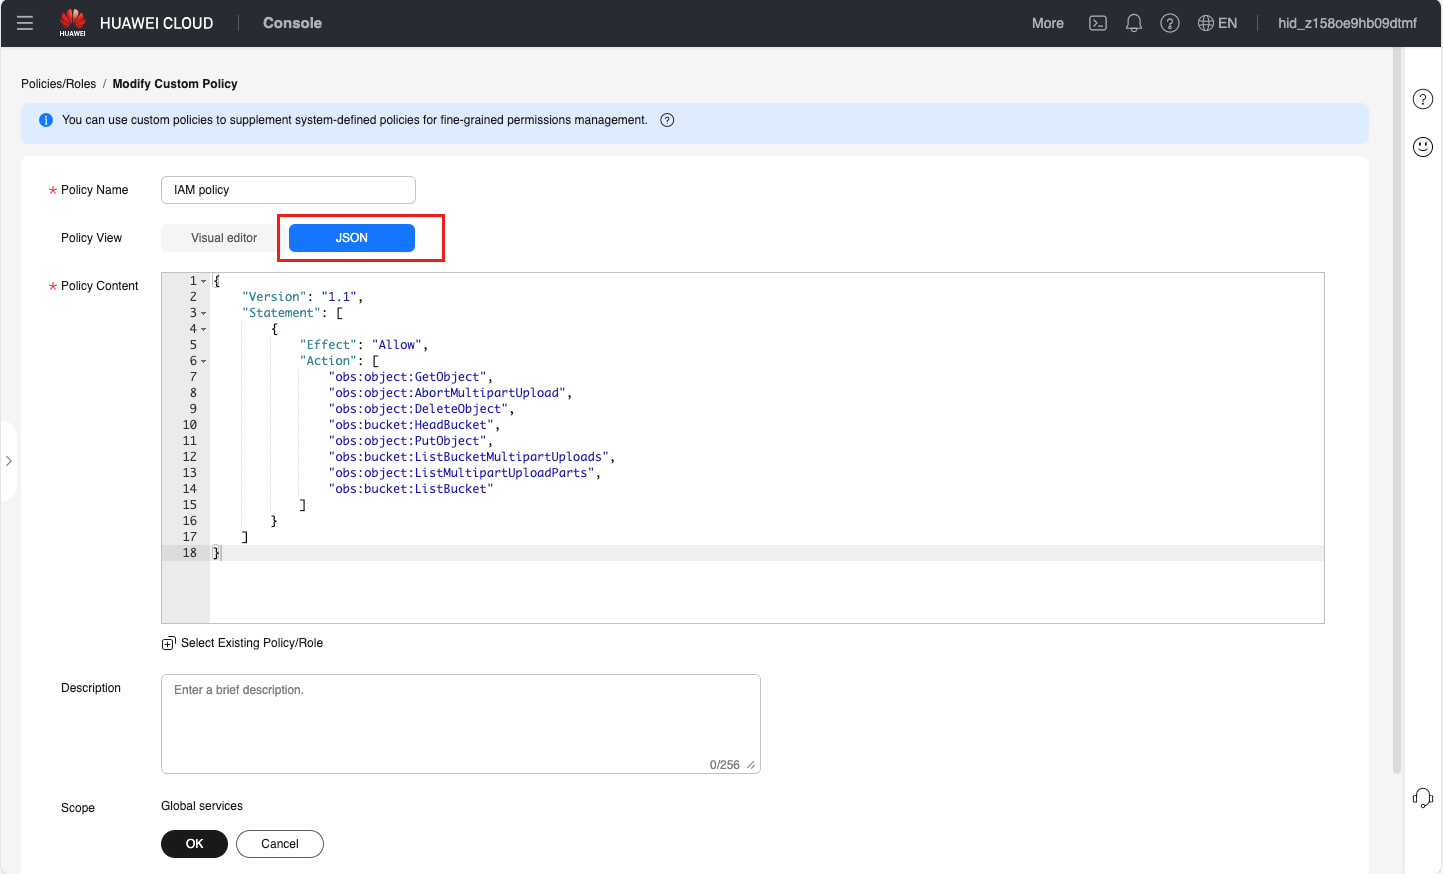 HUAWEI
HUAWEI CLOUD
Console
More
EN
hid_z158oe9hb09dtmf
Policies/Roles / Modify Custom Policy
You can use custom policies to supplement system-defined policies for fine-grained permissions management.
* Policy Name
IAM policy
Policy View
Visual editor
JSON
* Policy Content
1 {
2     "Version": "1.1",
3     "Statement": [
4         {
5             "Effect": "Allow",
6             "Action": [
7                 "obs:object:GetObject",
8                 "obs:object:AbortMultipartUpload",
9                 "obs:object:DeleteObject",
10                 "obs:bucket:HeadBucket",
11                 "obs:object:PutObject",
12                 "obs:bucket:ListBucketMultipartUploads",
13                 "obs:object:ListMultipartUploadParts",
14                 "obs:bucket:ListBucket"
15             ]
16         }
17     ]
18 }
Select Existing Policy/Role
Description
Enter a brief description.
0/256
Scope
Global services
OK
Cancel